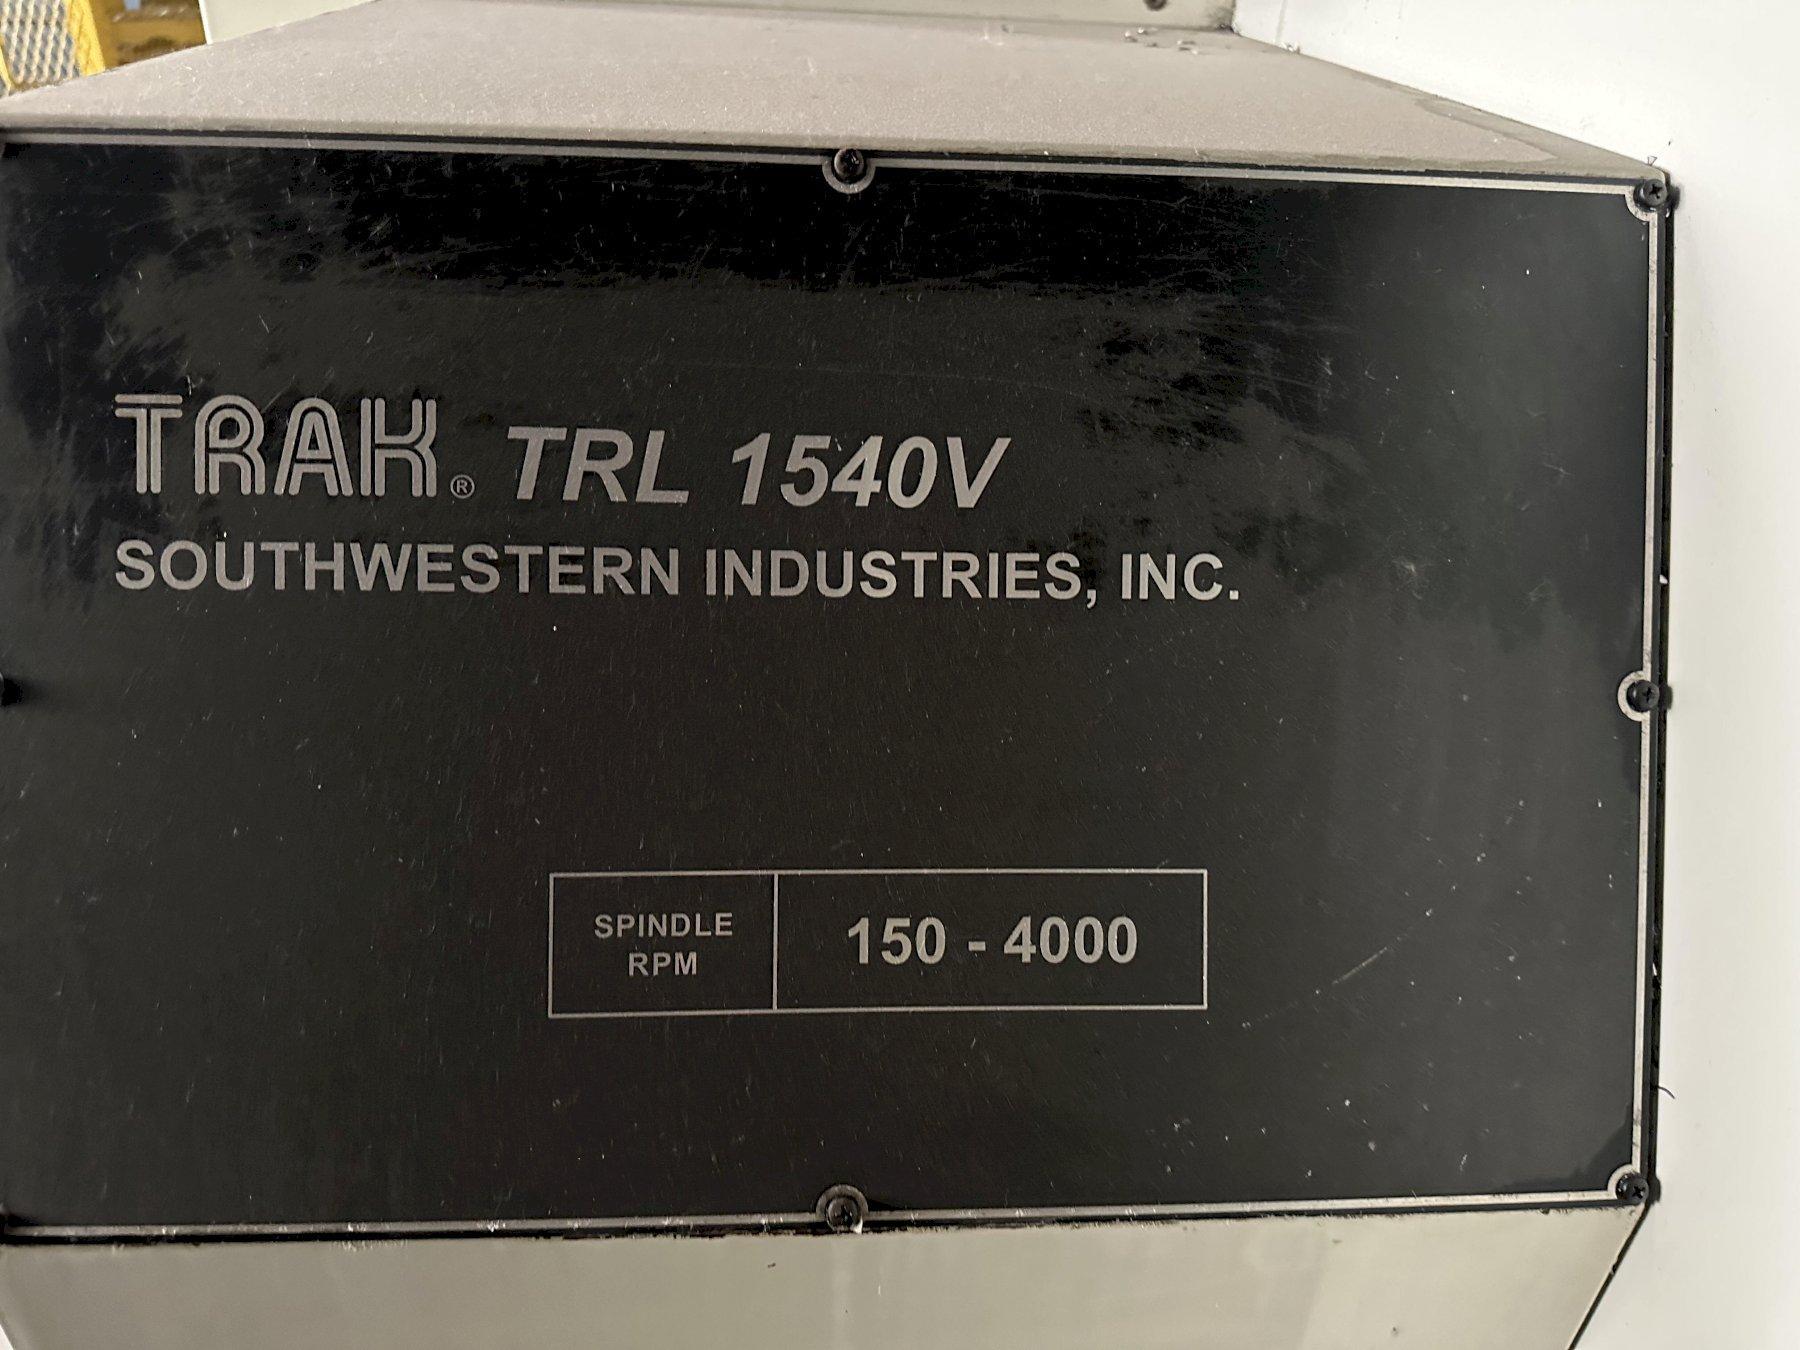 TRAK® TRL 1540V
SOUTHWESTERN INDUSTRIES, INC.
SPINDLE
RPM
150 - 4000